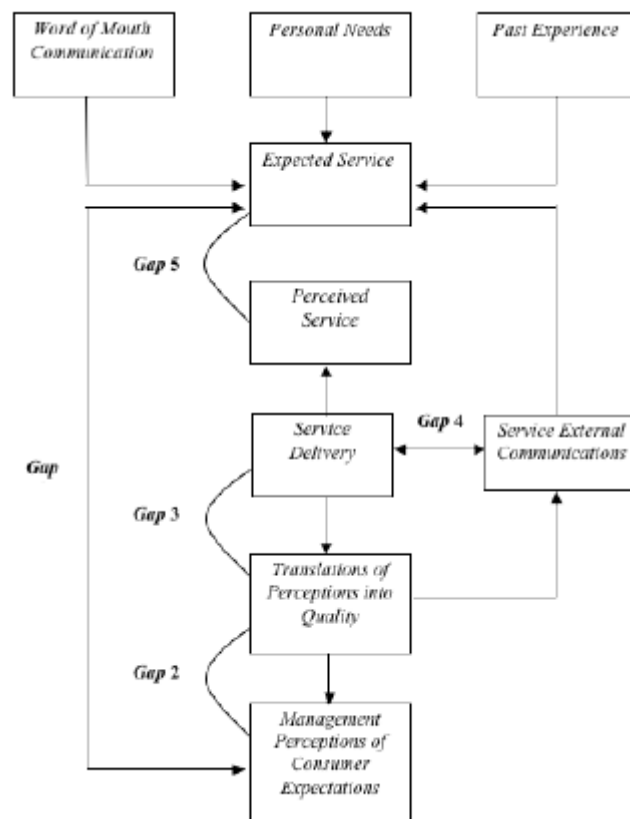 Word of Mouth
Communication
Personal Needs
Past Experience
Expected Service
Gap 5
Perceived
Service
Service
Delivery
Gap 4
Service External
Communications
Gap
Gap 3
Translations of
Perceptions into
Quality
Gap 2
Management
Perceptions of
Consumer
Expectations